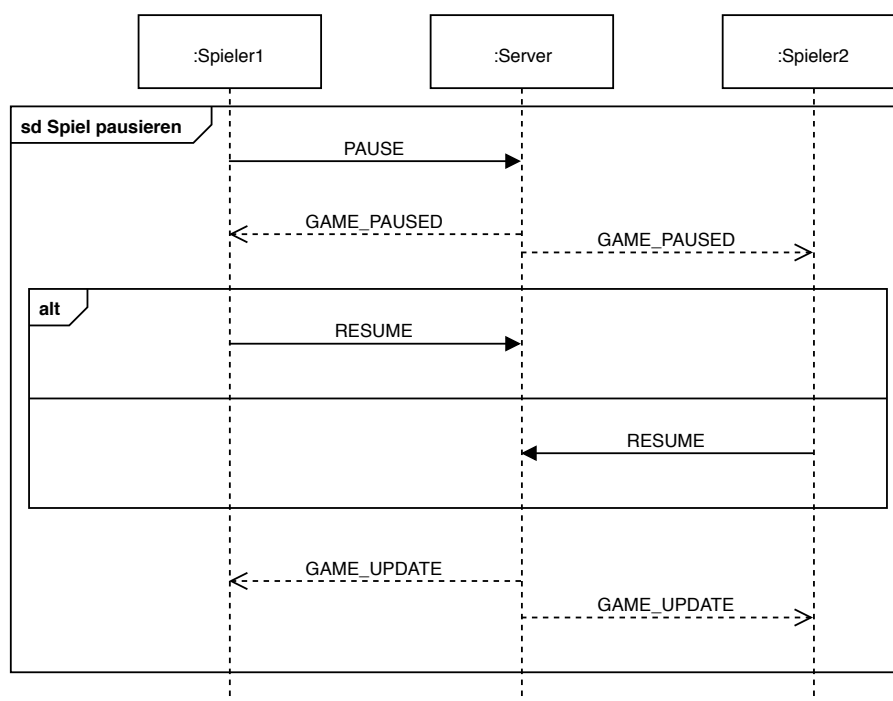 :Spieler1
:Server
:Spieler2
sd Spiel pausieren
PAUSE
GAME_PAUSED
GAME_PAUSED
alt
RESUME
RESUME
GAME_UPDATE
GAME_UPDATE